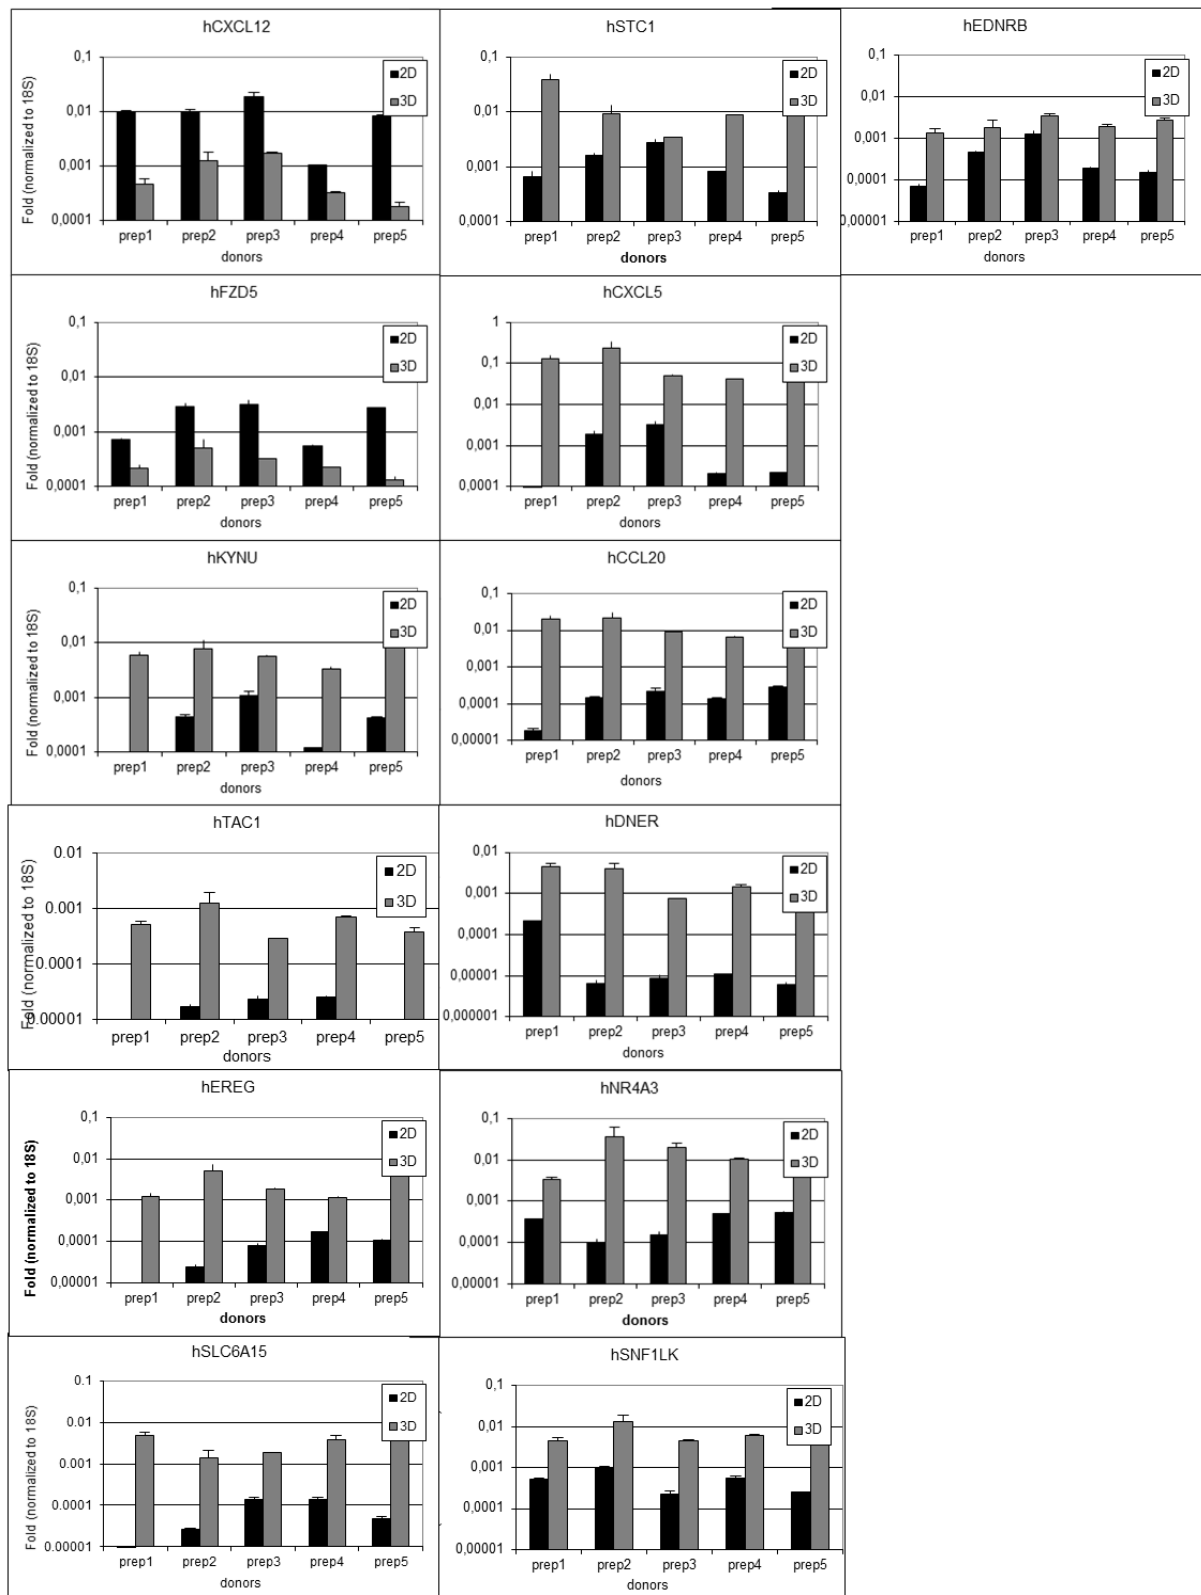 hCXCL12
Fold (normalized to 18S)
0,1
0,01
0,001
0,0001
2D
3D
prep1 prep2 prep3 prep4 prep5
donors
hSTC1
0,1
0,01
0,001
0,0001
2D
3D
prep1 prep2 prep3 prep4 prep5
donors
hEDNRB
0,1
0,01
0,001
0,0001
0,00001
2D
3D
prep1 prep2 prep3 prep4 prep5
donors
hFZD5
Fold (normalized to 18S)
0,1
0,01
0,001
0,0001
2D
3D
prep1 prep2 prep3 prep4 prep5
donors
hCXCL5
1
0,1
0,01
0,001
0,0001
2D
3D
prep1 prep2 prep3 prep4 prep5
donors
hKYNU
Fold (normalized to 18S)
0,1
0,01
0,001
0,0001
2D
3D
prep1 prep2 prep3 prep4 prep5
donors
hCCL20
0,1
0,01
0,001
0,0001
0,00001
2D
3D
prep1 prep2 prep3 prep4 prep5
donors
hTAC1
Fold (normalized to 18S)
0.01
0.001
0.0001
0.00001
2D
3D
prep1 prep2 prep3 prep4 prep5
donors
hDNER
0,01
0,001
0,0001
0,00001
0,000001
2D
3D
prep1 prep2 prep3 prep4 prep5
donors
hEREG
Fold (normalized to 18S)
0,1
0,01
0,001
0,0001
0,00001
2D
3D
prep1 prep2 prep3 prep4 prep5
donors
hNR4A3
0,1
0,01
0,001
0,0001
0,00001
2D
3D
prep1 prep2 prep3 prep4 prep5
donors
hSLC6A15
Fold (normalized to 18S)
0.1
0.01
0.001
0.0001
0.00001
2D
3D
prep1 prep2 prep3 prep4 prep5
donors
hSNF1LK
0,1
0,01
0,001
0,0001
0,00001
2D
3D
prep1 prep2 prep3 prep4 prep5
donors